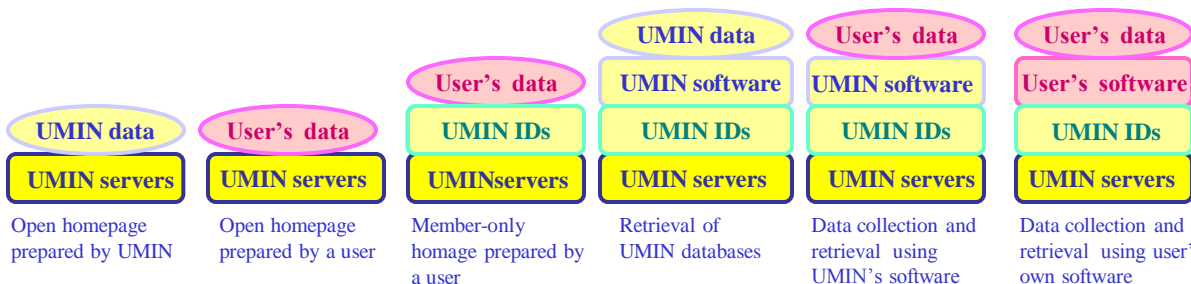 UMIN data
UMIN servers
Open homepage
prepared by UMIN
User's data
UMIN servers
Open homepage
prepared by a user
User's data
UMIN IDs
UMINservers
Member-only
homage prepared by
a user
UMIN data
UMIN software
UMIN IDs
UMIN servers
Retrieval of
UMIN databases
User's data
UMIN software
UMIN IDs
UMIN servers
Data collection and
retrieval using
UMIN's software
User's data
User's software
UMIN IDs
UMIN servers
Data collection and
retrieval using user'
own software